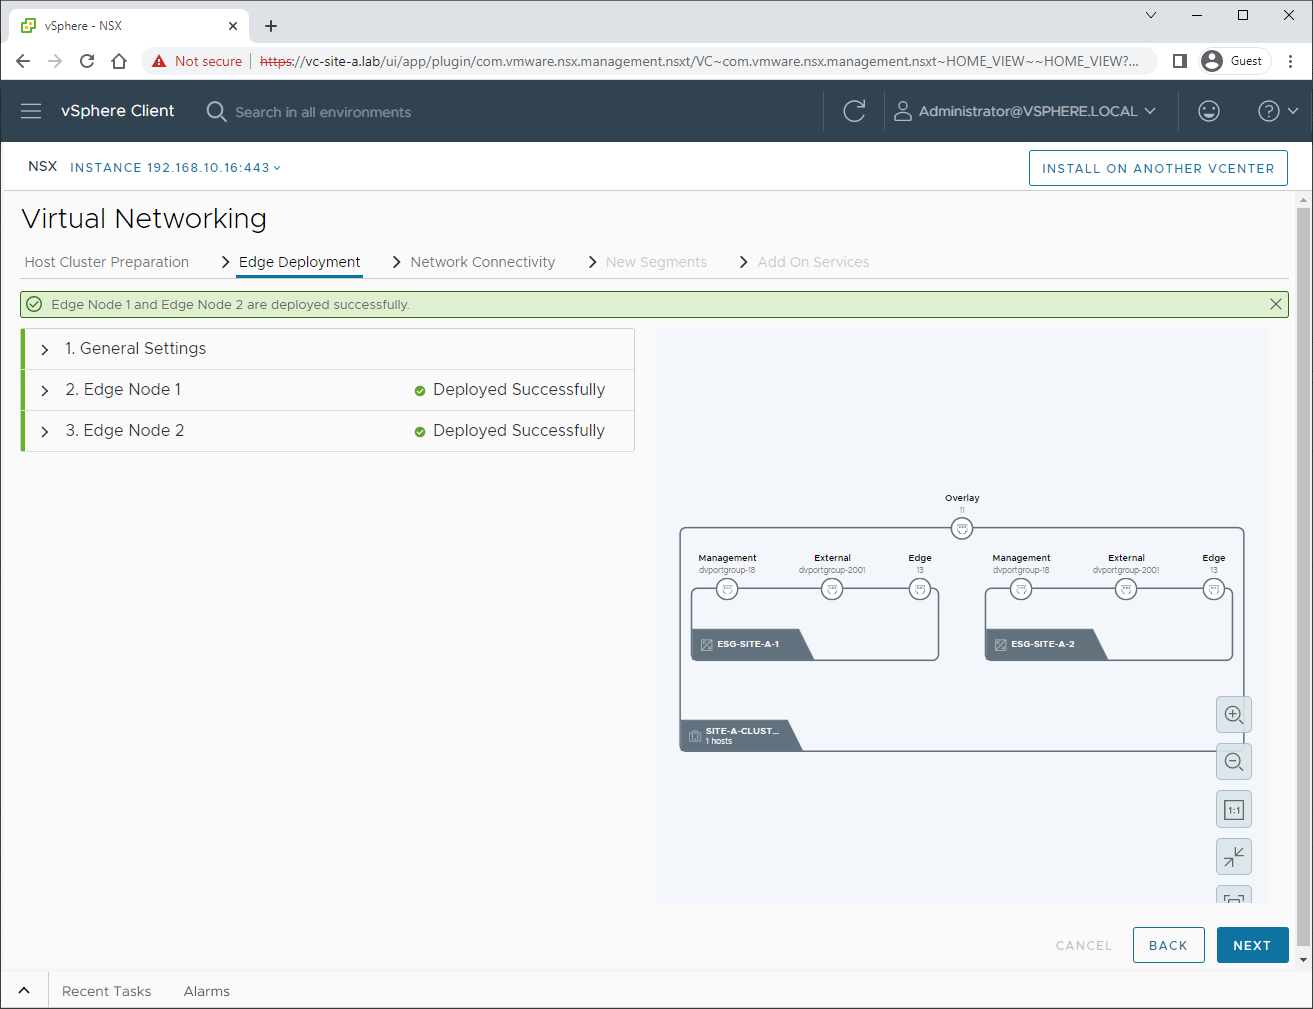 vSphere - NSX
Not secure
https://vc-site-a.lab/ui/app/plugin/com.vmware.nsx.management.nsxt/VC~com.vmware.nsx.management.nsxt~HOME_VIEW~~HOME_VIEW?...
Guest
vSphere Client
Search in all environments
Administrator@VSPHERE.LOCAL
NSX
INSTANCE 192.168.10.16:443
INSTALL ON ANOTHER VCENTER
Virtual Networking
Host Cluster Preparation
Edge Deployment
Network Connectivity
New Segments
Add On Services
Edge Node 1 and Edge Node 2 are deployed successfully.
1. General Settings
2. Edge Node 1
Deployed Successfully
3. Edge Node 2
Deployed Successfully
Overlay
11
Management
dvportgroup-18
External
dvportgroup-2001
Edge
13
Management
dvportgroup-18
External
dvportgroup-2001
Edge
13
ESG-SITE-A-1
ESG-SITE-A-2
SITE-A-CLUST...
1 hosts
1:1
CANCEL
BACK
NEXT
Recent Tasks
Alarms